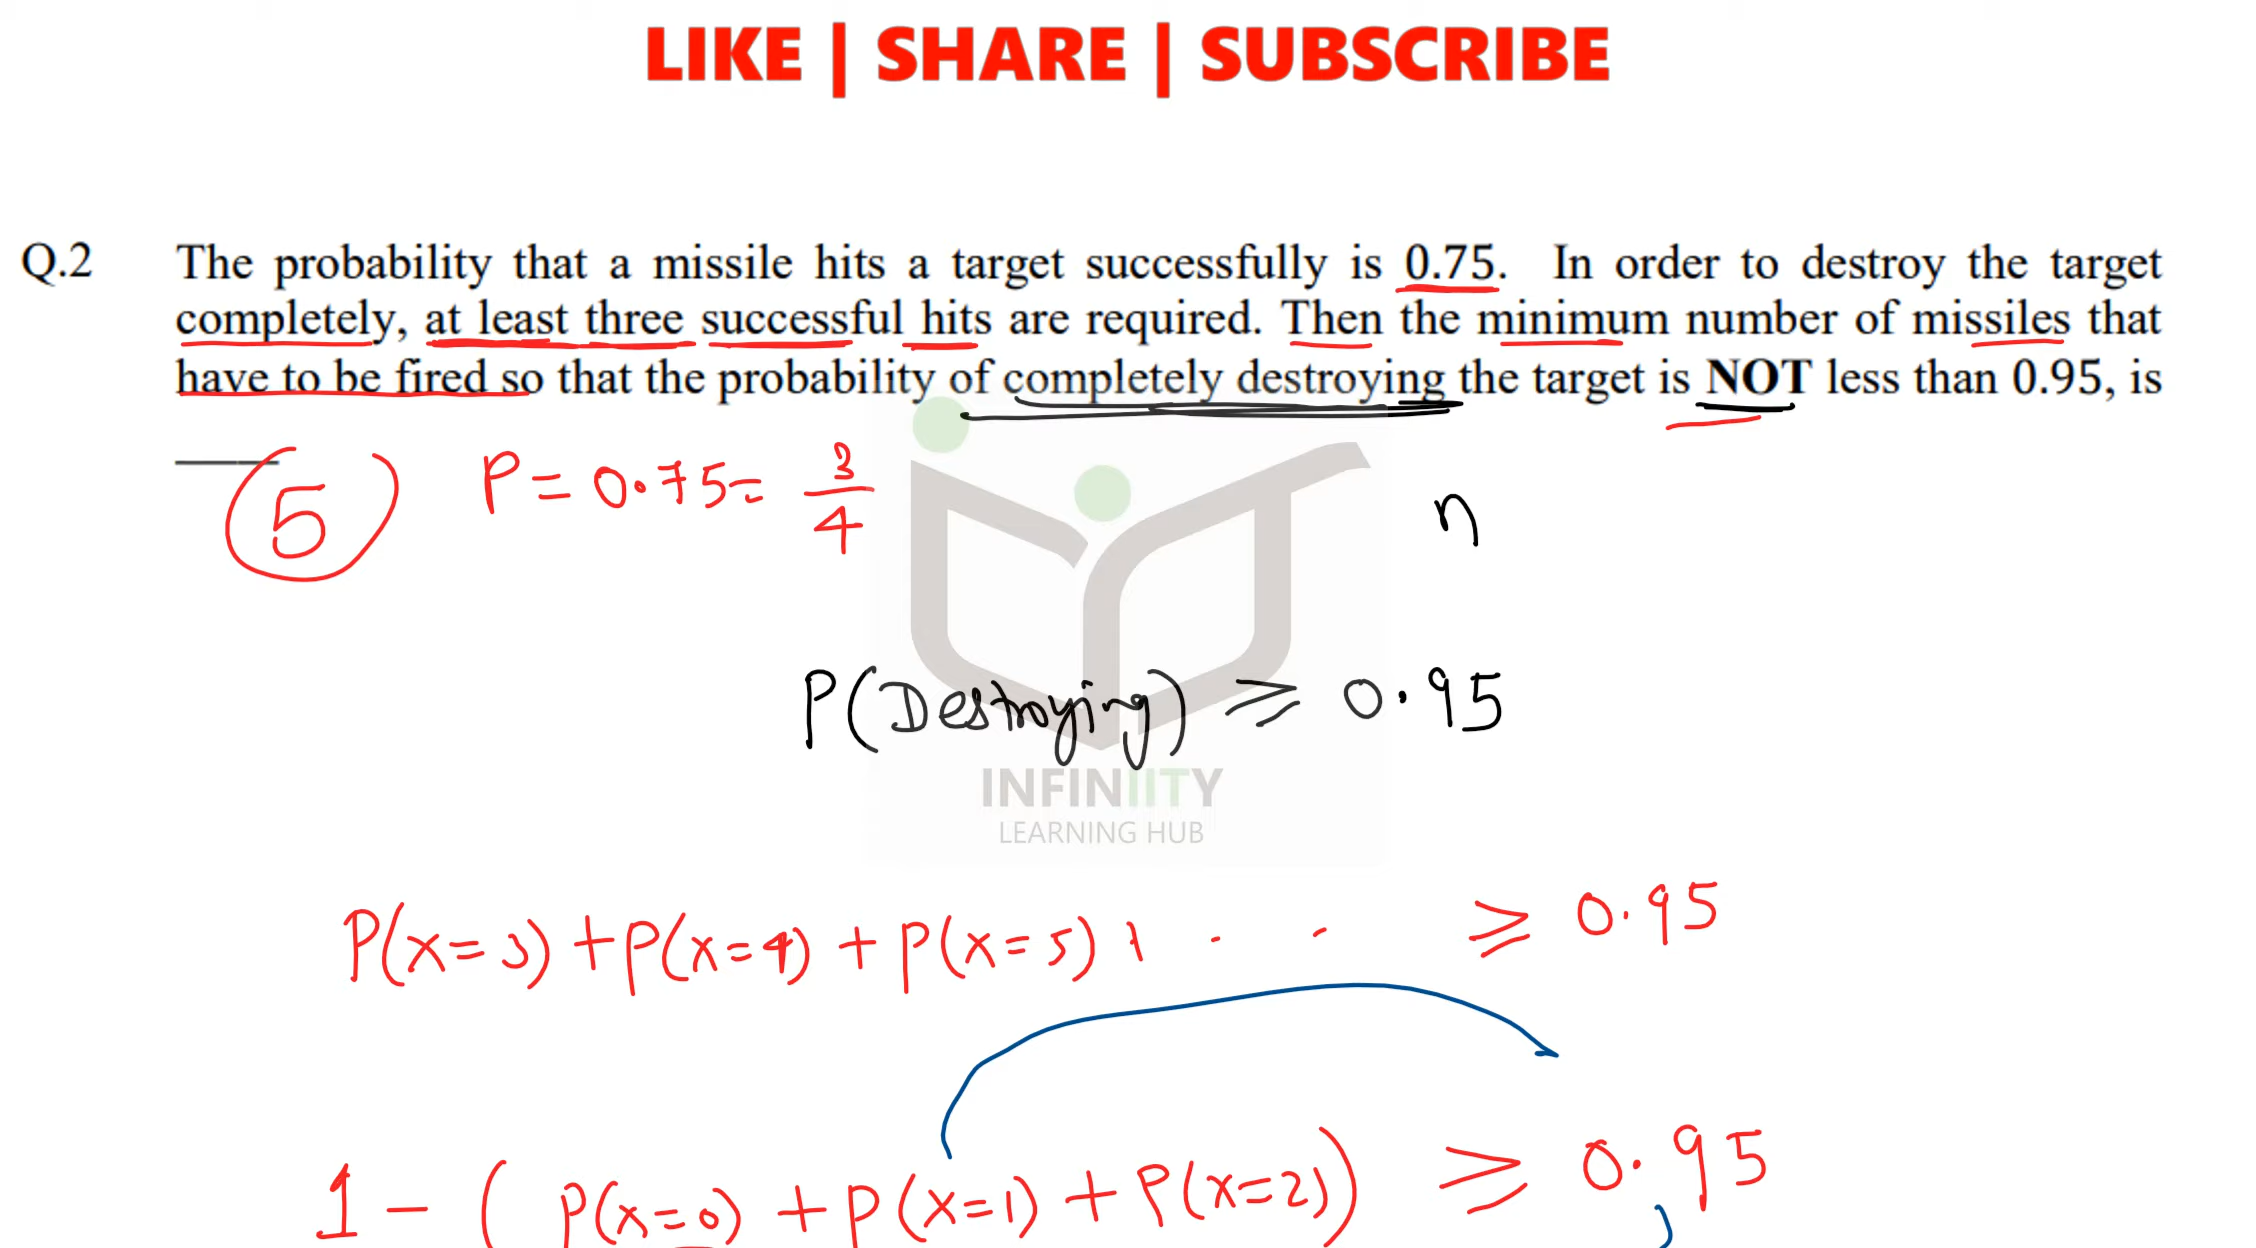 LIKE | SHARE | SUBSCRIBE
Q.2 The probability that a missile hits a target successfully is 0.75. In order to destroy the target
completely, at least three successful hits are required. Then the minimum number of missiles that
have to be fired so that the probability of completely destroying the target is NOT less than 0.95, is
____
5 P = 0.75 = 3/4 n
P(Destroying) ≥ 0.95
INFINIITY
LEARNING HUB
P(x=3) + P(x=4) + P(x=5) + . . ≥ 0.95
1 - ( P(x=0) + P(x=1) + P(x=2) ) ≥ 0.95